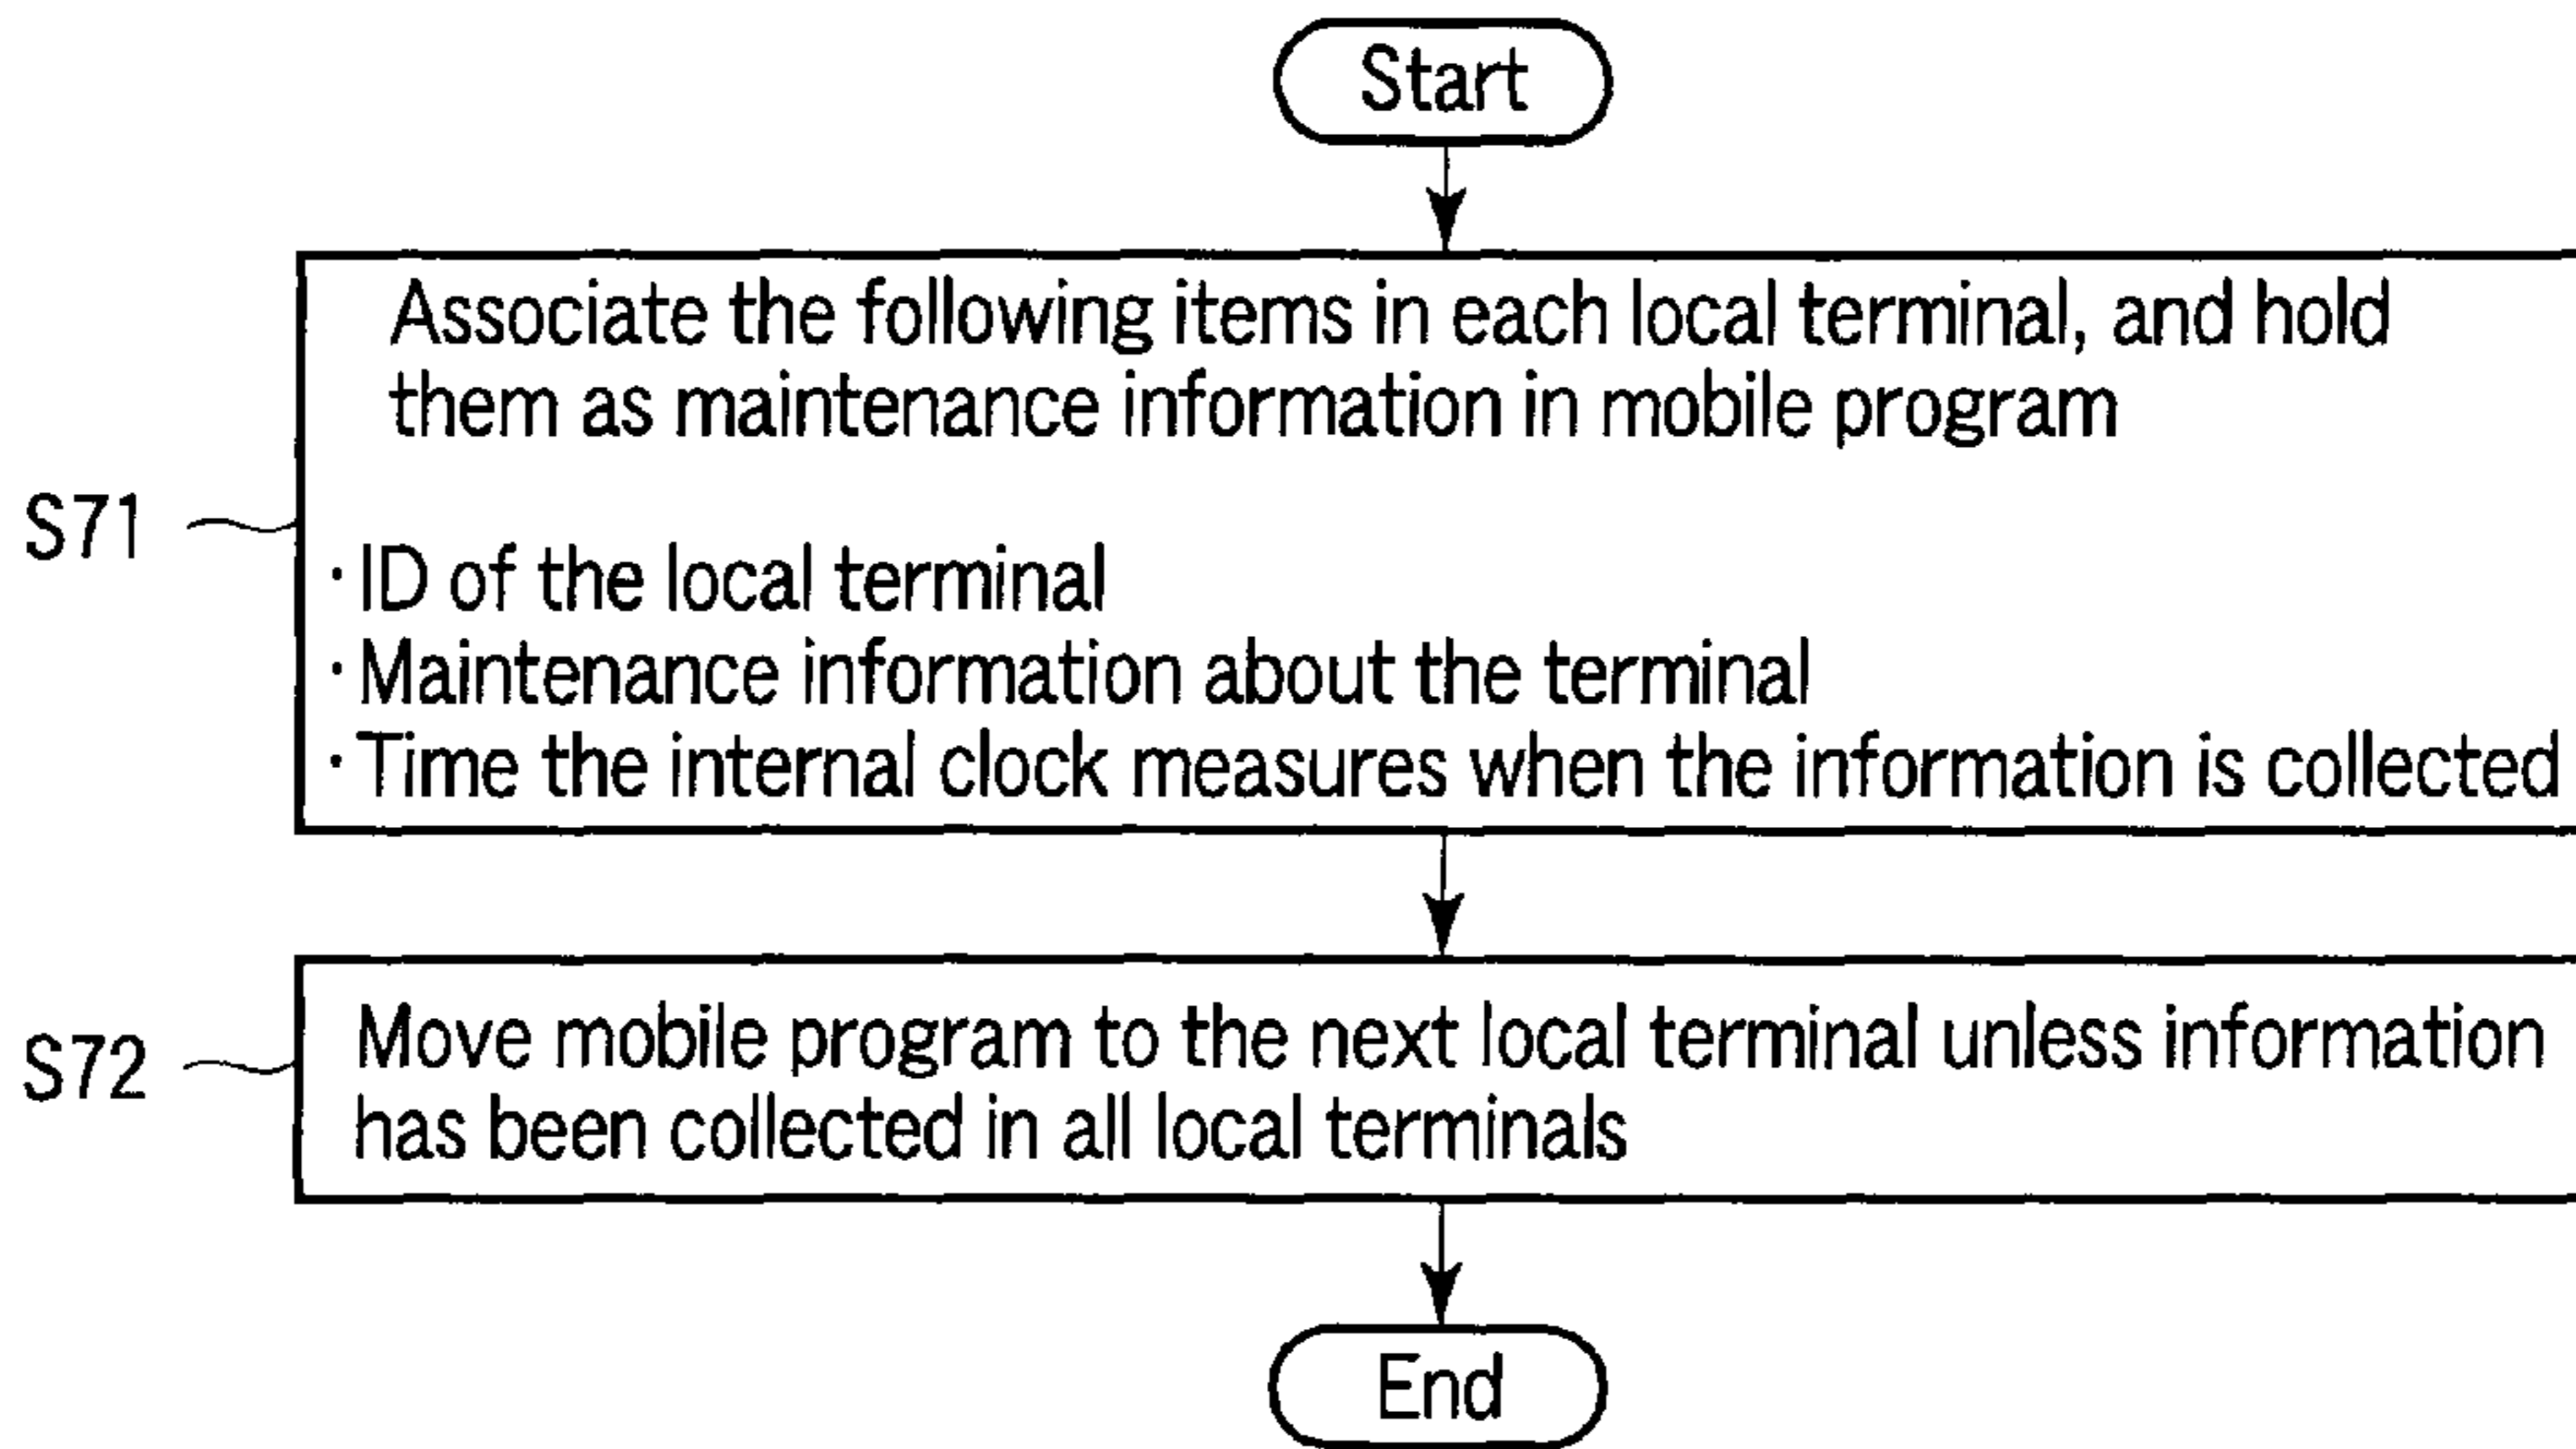 Start
Associate the following items in each local terminal, and hold
them as maintenance information in mobile program
S71
·ID of the local terminal
·Maintenance information about the terminal
·Time the internal clock measures when the information is collected
S72
Move mobile program to the next local terminal unless information
has been collected in all local terminals
End